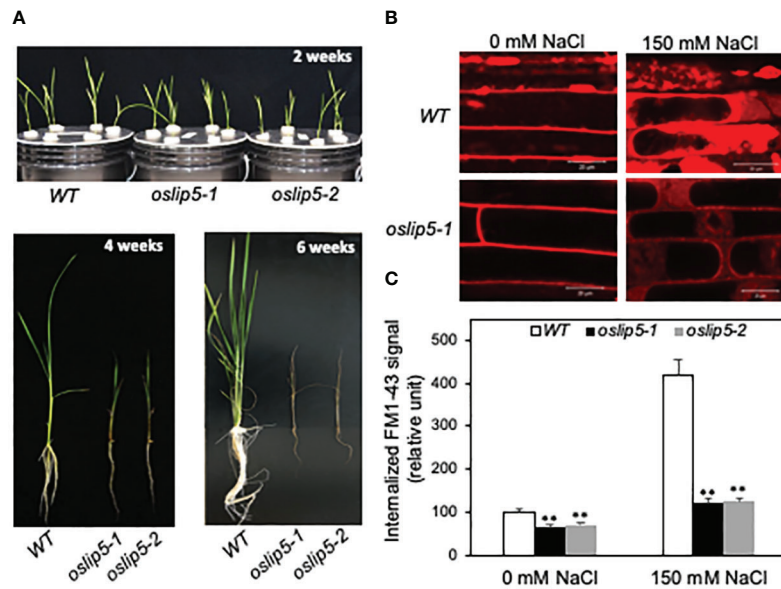 A
2 weeks
WT
oslip5-1
oslip5-2
4 weeks
WT
oslip5-1
oslip5-2
6 weeks
WT
oslip5-1
oslip5-2
B
0 mM NaCl
150 mM NaCl
WT
oslip5-1
20 μm
C
Internalized FM1-43 signal
(relative unit)
500
400
300
200
100
0
WT
oslip5-1
oslip5-2
**
**
**
**
0 mM NaCl
150 mM NaCl